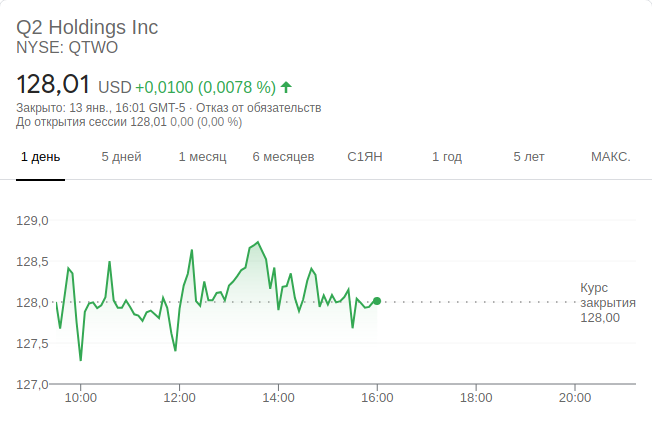 Q2 Holdings Inc
NYSE: QTWO
128,01 USD +0,0100 (0,0078 %)
Закрыто: 13 янв., 16:01 GMT-5 · Отказ от обязательств
До открытия сессии 128,01 0,00 (0,00 %)
1 день 5 дней 1 месяц 6 месяцев С1ЯН 1 год 5 лет МАКС.
129,0
128,5
128,0
127,5
127,0
Курс
закрытия
128,00
10:00 12:00 14:00 16:00 18:00 20:00